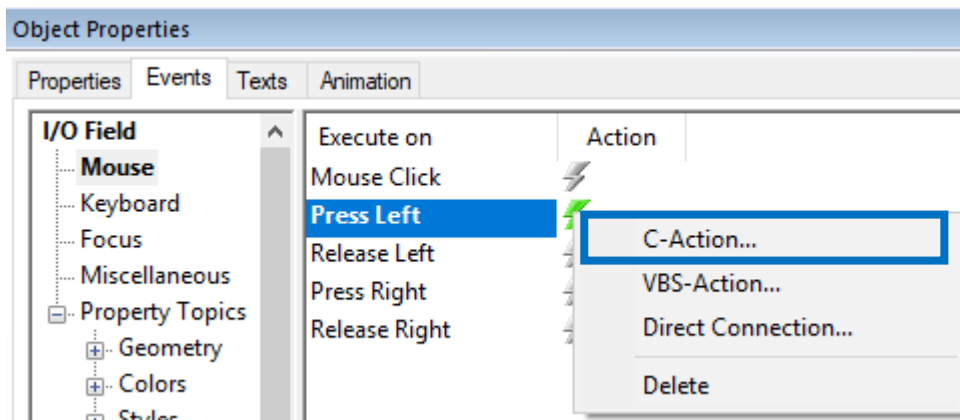 Object Properties
Properties Events Texts Animation
I/O Field
Mouse
Keyboard
Focus
Miscellaneous
Property Topics
Geometry
Colors
Styles
Execute on Action
Mouse Click
Press Left
Release Left
Press Right
Release Right
C-Action...
VBS-Action...
Direct Connection...
Delete